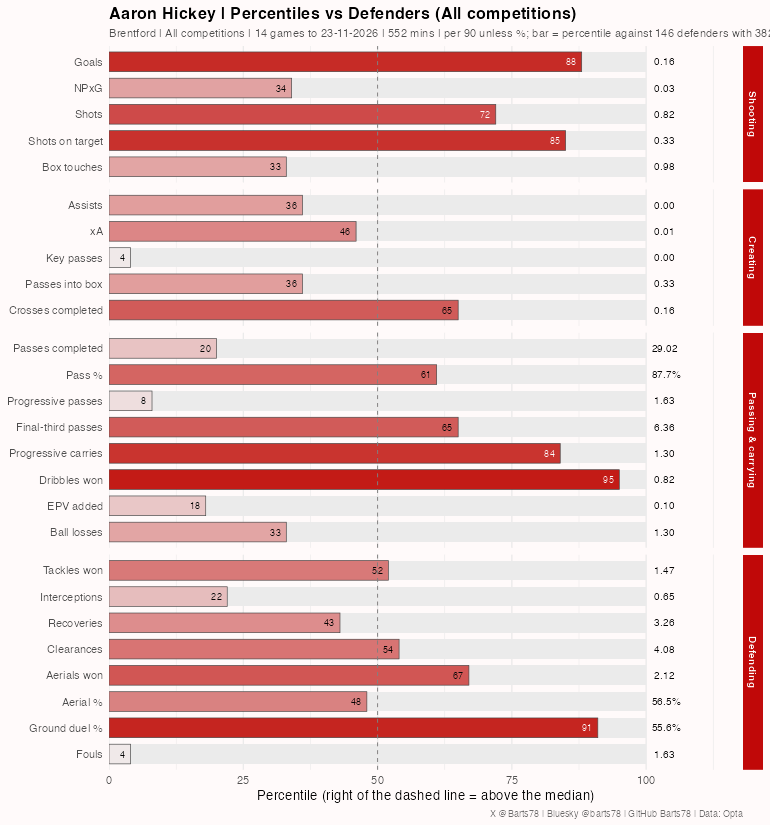 Aaron Hickey | Percentiles vs Defenders (All competitions)
Brentford | All competitions | 14 games to 23-11-2026 | 552 mins | per 90 unless %; bar = percentile against 146 defenders with 382
Goals 88 0.16
NPxG 34 0.03
Shots 72 0.82
Shots on target 85 0.33
Box touches 33 0.98
Shooting
Assists 36 0.00
xA 46 0.01
Key passes 4 0.00
Passes into box 36 0.33
Crosses completed 65 0.16
Creating
Passes completed 20 29.02
Pass % 61 87.7%
Progressive passes 8 1.63
Final-third passes 65 6.36
Progressive carries 84 1.30
Dribbles won 95 0.82
EPV added 18 0.10
Ball losses 33 1.30
Passing & carrying
Tackles won 52 1.47
Interceptions 22 0.65
Recoveries 43 3.26
Clearances 54 4.08
Aerials won 67 2.12
Aerial % 48 56.5%
Ground duel % 91 55.6%
Fouls 4 1.63
Defending
0 25 50 75 100
Percentile (right of the dashed line = above the median)
X @Barts78 | Bluesky @barts78 | GitHub Barts78 | Data: Opta